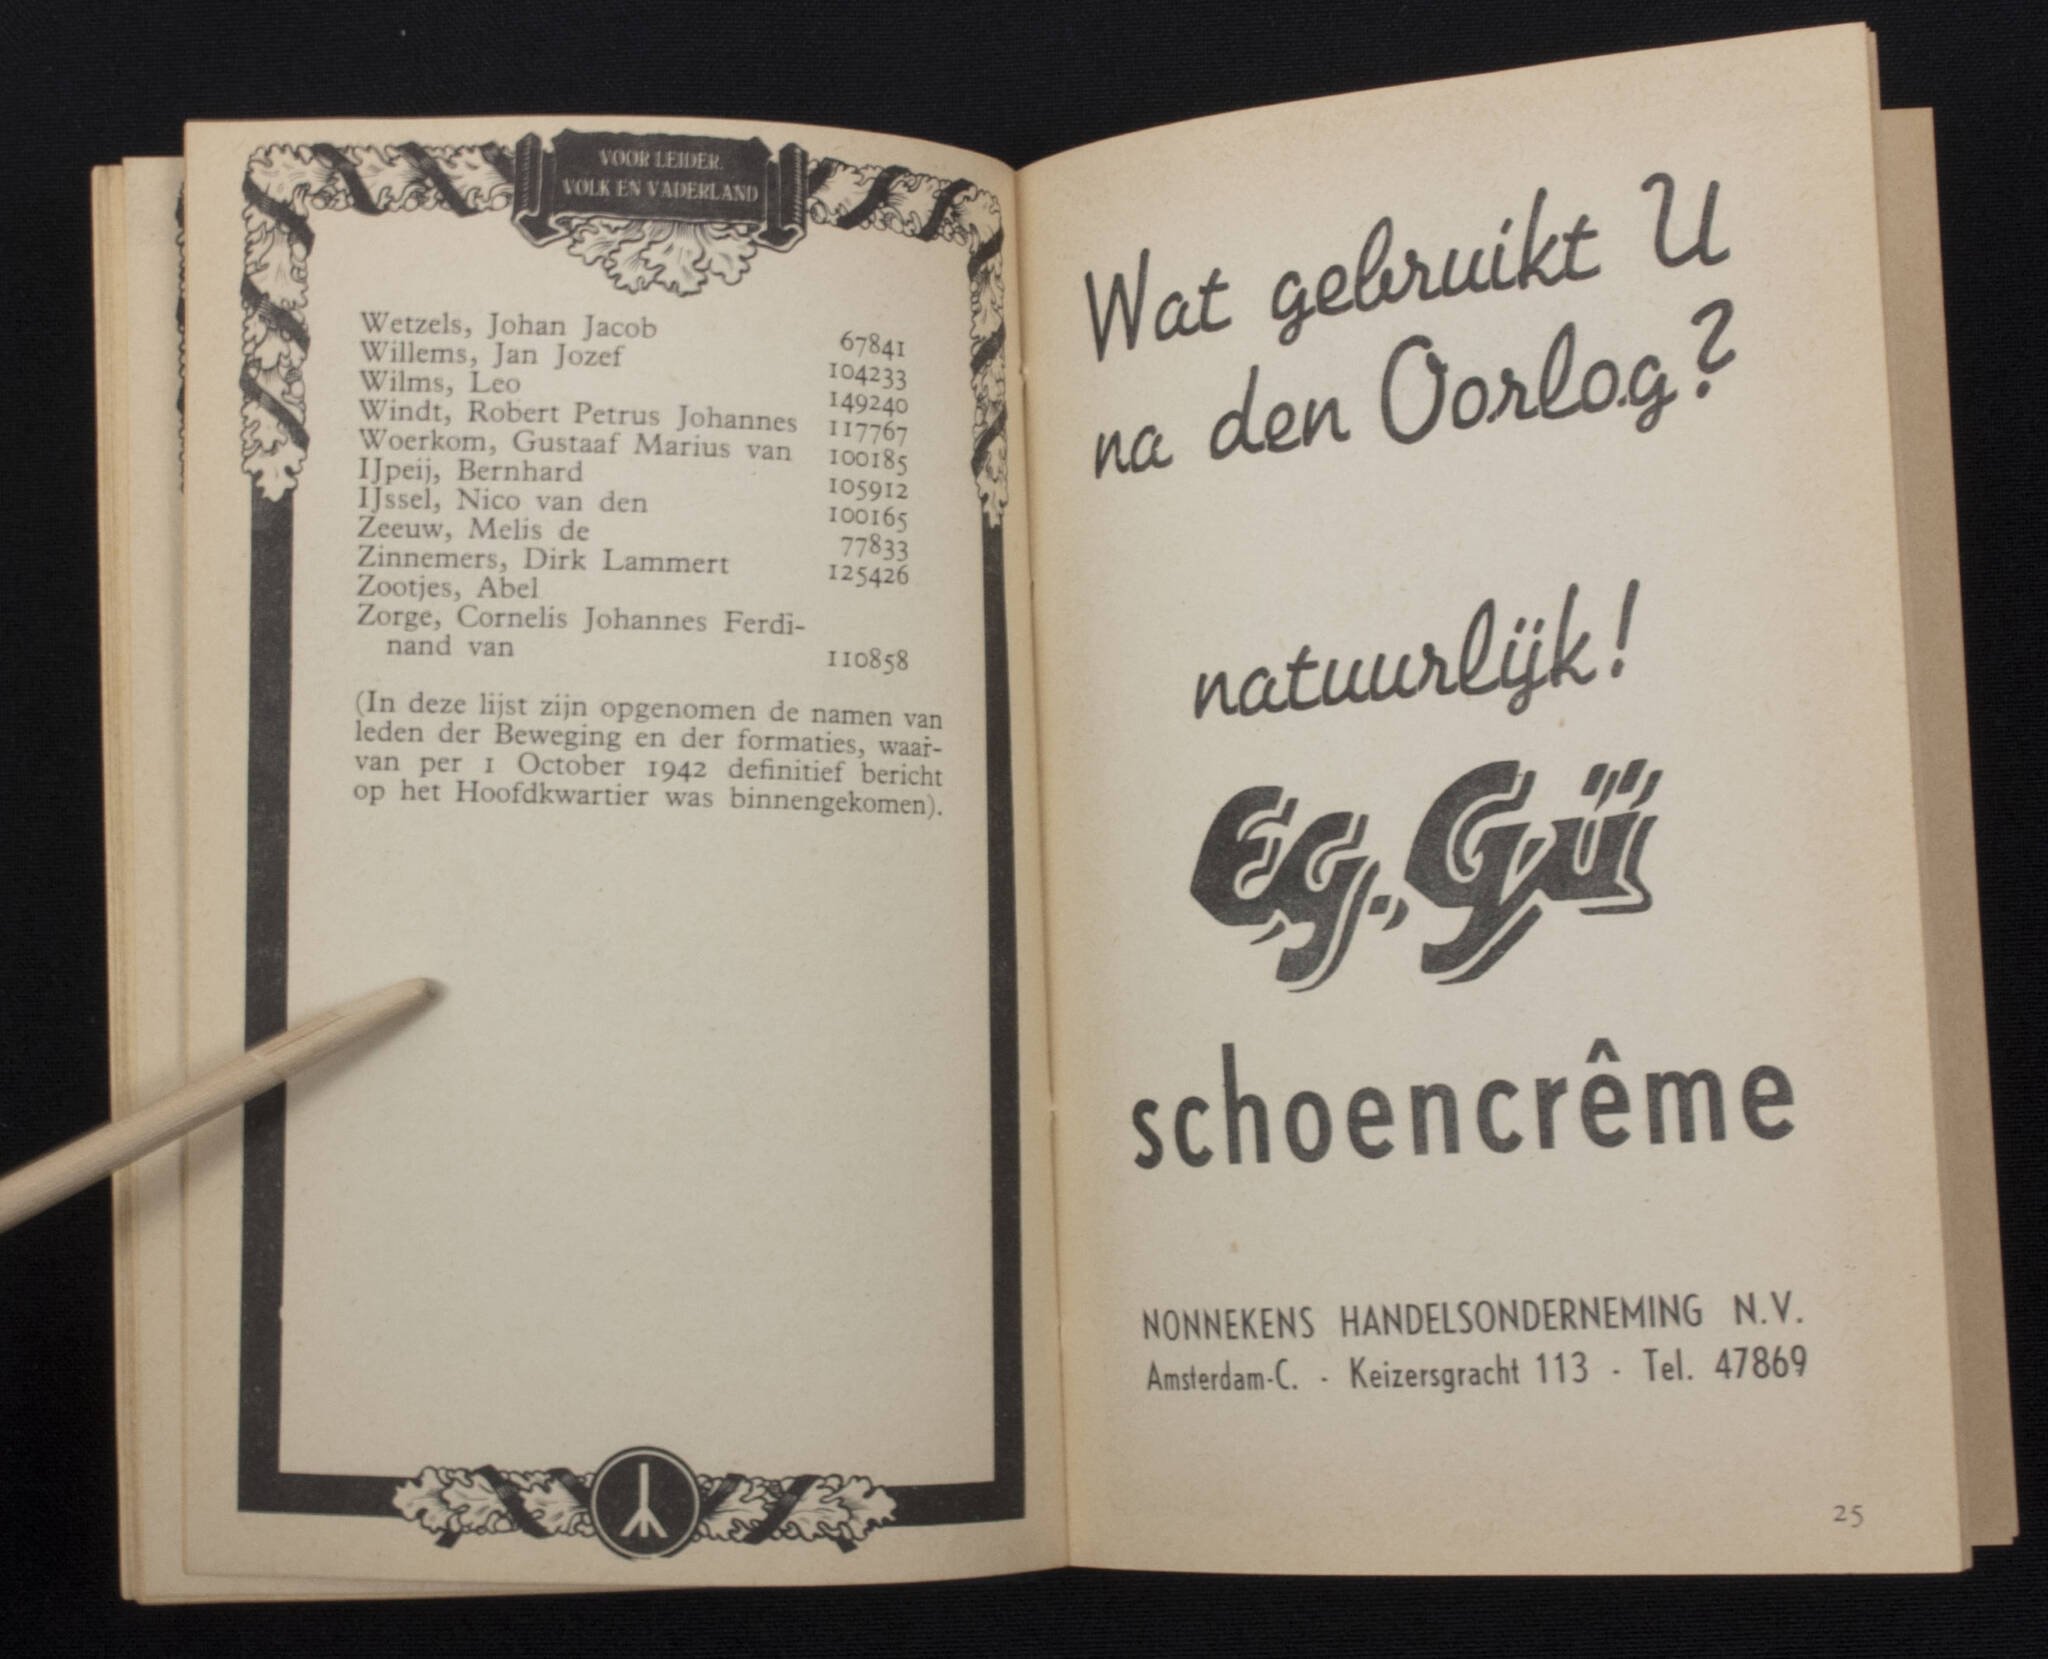 VOOR LEIDER.
VOLK EN VADERLAND
Wetzels, Johan Jacob 67841
Willems, Jan Jozef 104233
Wilms, Leo 149240
Windt, Robert Petrus Johannes 117767
Woerkom, Gustaaf Marius van 100185
IJpeij, Bernhard 105912
IJssel, Nico van den 100165
Zeeuw, Melis de 77833
Zinnemers, Dirk Lammert 125426
Zootjes, Abel
Zorge, Cornelis Johannes Ferdi-
nand van 110858
(In deze lijst zijn opgenomen de namen van
leden der Beweging en der formaties, waar-
van per 1 October 1942 definitief bericht
op het Hoofdkwartier was binnengekomen).
Wat gebruikt U
na den Oorlog?
natuurlijk!
Eg.Gü
schoencrême
NONNEKENS HANDELSONDERNEMING N.V.
Amsterdam-C. - Keizersgracht 113 - Tel. 47869
25